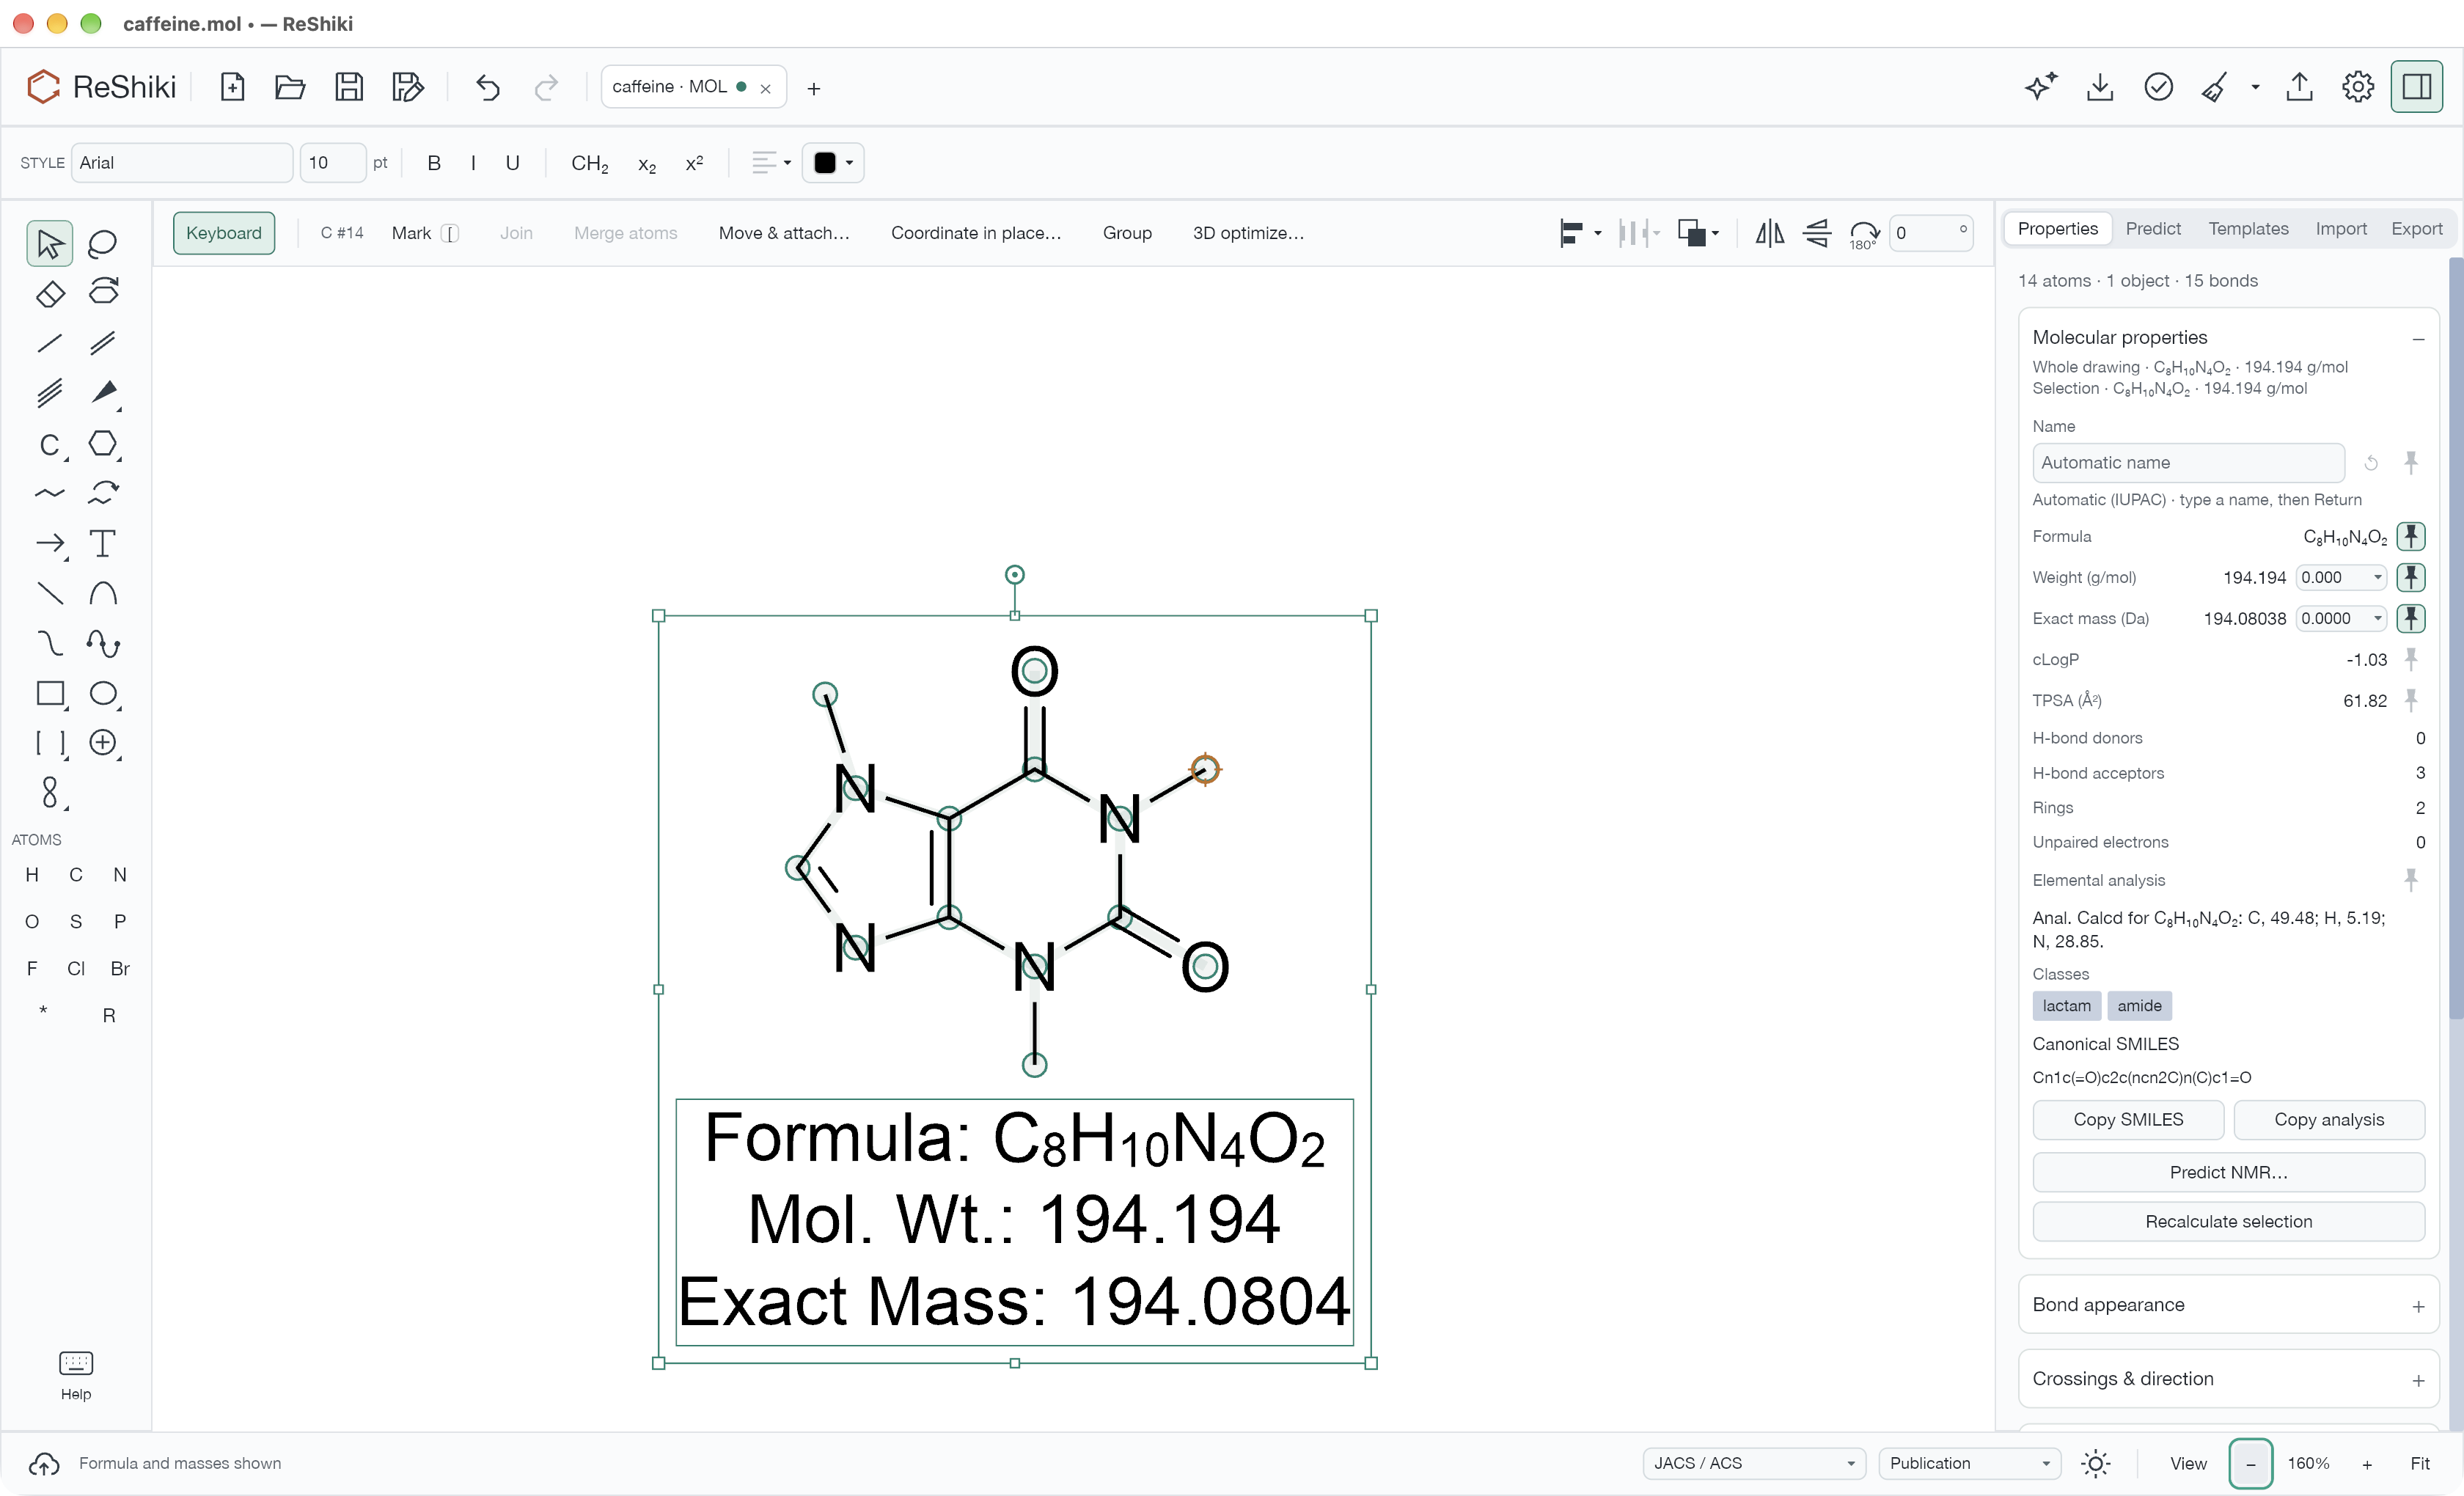 caffeine.mol • — ReShiki
ReShiki
caffeine · MOL
STYLE Arial 10 pt B I U CH₂ x₂ x²
Keyboard C #14 Mark [ Join Merge atoms Move & attach... Coordinate in place... Group 3D optimize... 180° 0 °
Properties Predict Templates Import Export
14 atoms · 1 object · 15 bonds
Molecular properties
Whole drawing · C₈H₁₀N₄O₂ · 194.194 g/mol
Selection · C₈H₁₀N₄O₂ · 194.194 g/mol
Name
Automatic name
Automatic (IUPAC) · type a name, then Return
Formula C₈H₁₀N₄O₂
Weight (g/mol) 194.194 0.000
Exact mass (Da) 194.08038 0.0000
cLogP -1.03
TPSA (Å²) 61.82
H-bond donors 0
H-bond acceptors 3
Rings 2
Unpaired electrons 0
Elemental analysis
Anal. Calcd for C₈H₁₀N₄O₂: C, 49.48; H, 5.19;
N, 28.85.
Classes
lactam amide
Canonical SMILES
Cn1c(=O)c2c(ncn2C)n(C)c1=O
Copy SMILES Copy analysis
Predict NMR...
Recalculate selection
Bond appearance
Crossings & direction
C
T
ATOMS
H C N
O S P
F Cl Br
* R
Help
O
N
N
N
N
O
Formula: C₈H₁₀N₄O₂
Mol. Wt.: 194.194
Exact Mass: 194.0804
Formula and masses shown
JACS / ACS Publication View − 160% + Fit